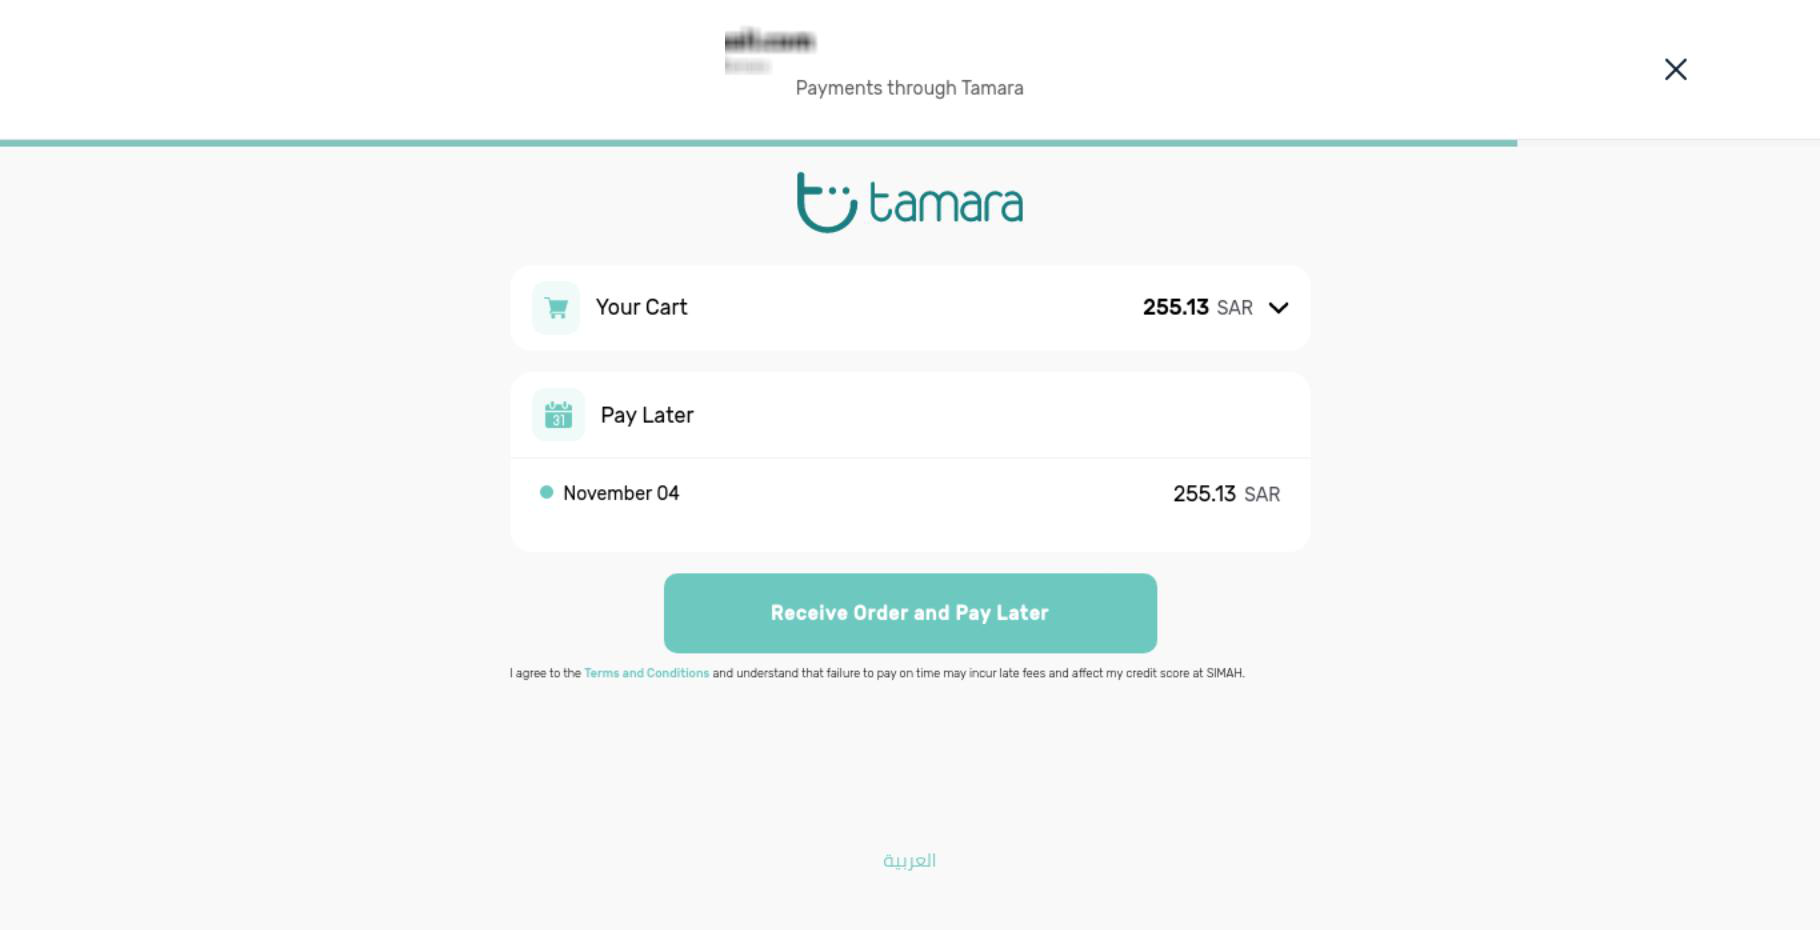 Payments through Tamara
tamara
Your Cart 255.13 SAR
31
Pay Later
November 04 255.13 SAR
Receive Order and Pay Later
I agree to the Terms and Conditions and understand that failure to pay on time may incur late fees and affect my credit score at SIMAH.
العربية